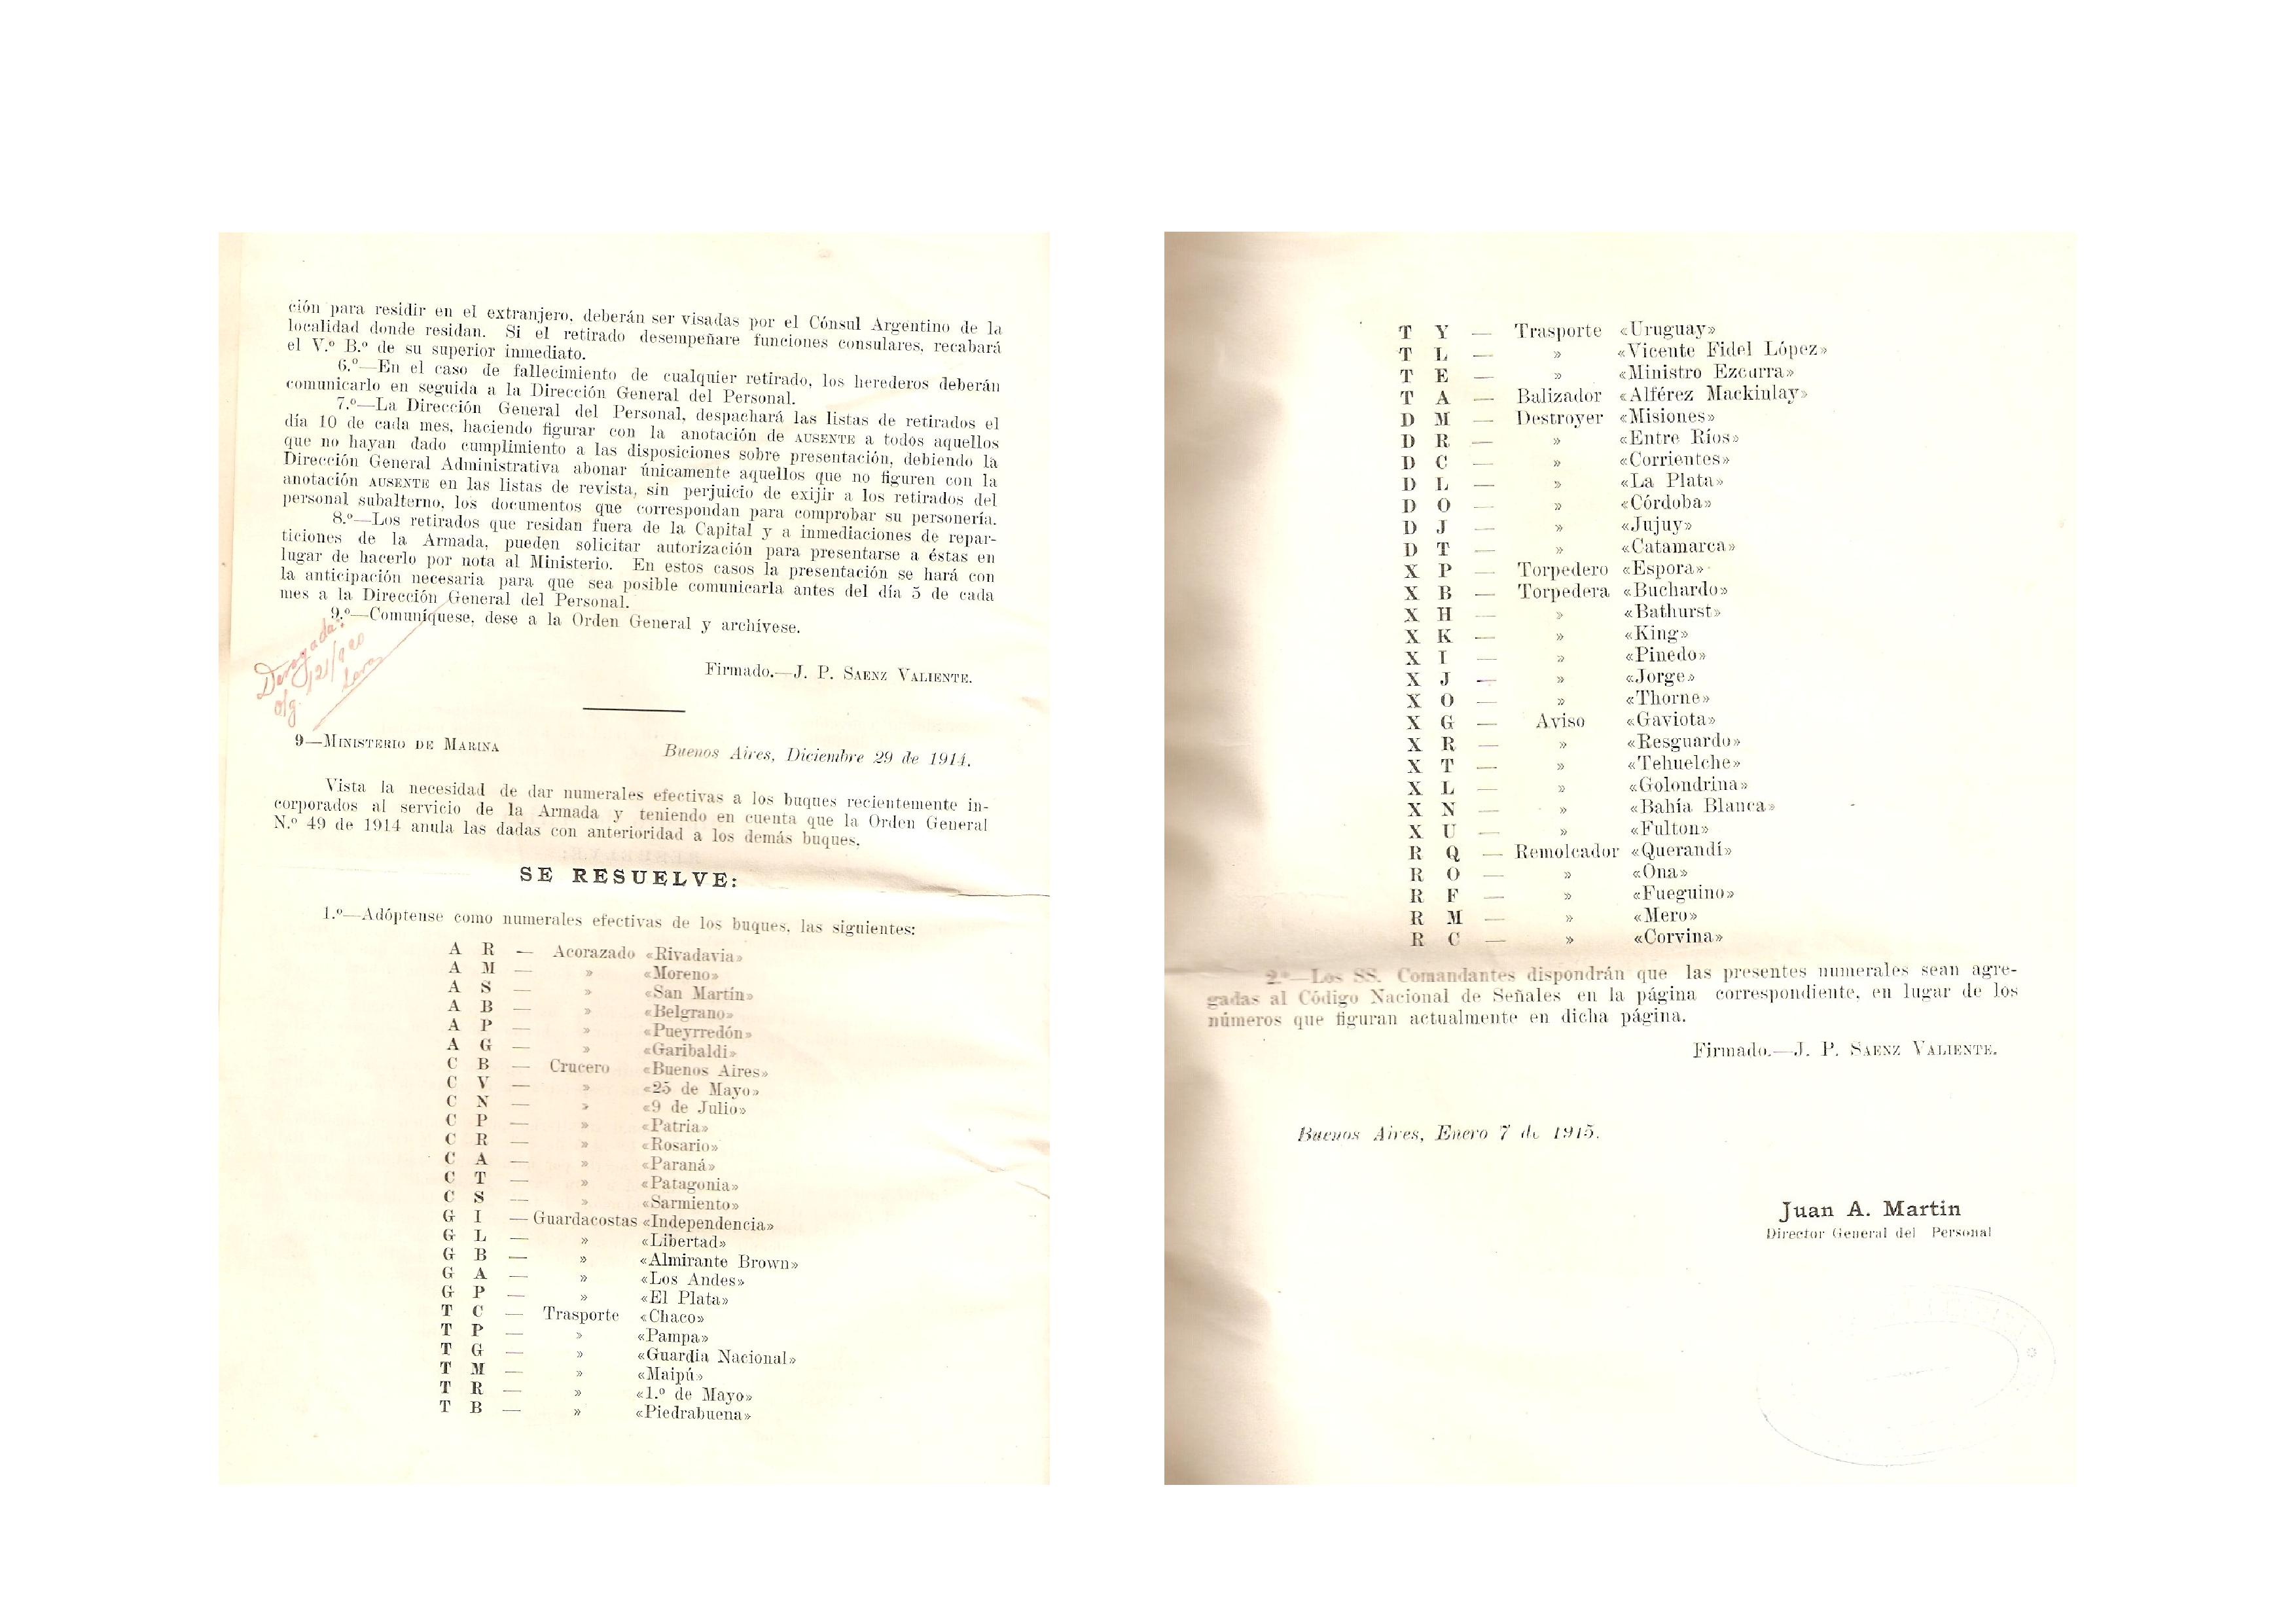 ción para residir en el extranjero, deberán ser visadas por el Cónsul Argentino de la
localidad donde residan. Si el retirado desempeñare funciones consulares, recabará
el V.º B.º de su superior inmediato.
6.º—En el caso de fallecimiento de cualquier retirado, los herederos deberán
comunicarlo en seguida a la Dirección General del Personal.
7.º—La Dirección General del Personal, despachará las listas de retirados el
día 10 de cada mes, haciendo figurar con la anotación de AUSENTE a todos aquellos
que no hayan dado cumplimiento a las disposiciones sobre presentación, debiendo la
Dirección General Administrativa abonar únicamente aquellos que no figuren con la
anotación AUSENTE en las listas de revista, sin perjuicio de exijir a los retirados del
personal subalterno, los documentos que correspondan para comprobar su personería.
8.º—Los retirados que residan fuera de la Capital y a inmediaciones de repar-
ticiones de la Armada, pueden solicitar autorización para presentarse a éstas en
lugar de hacerlo por nota al Ministerio. En estos casos la presentación se hará con
la anticipación necesaria para que sea posible comunicarla antes del día 5 de cada
mes a la Dirección General del Personal.
9.º—Comuníquese, dese a la Orden General y archívese.
Derogada
Firmado.—J. P. SAENZ VALIENTE.
9—MINISTERIO DE MARINA
Buenos Aires, Diciembre 29 de 1914.
Vista la necesidad de dar numerales efectivas a los buques recientemente in-
corporados al servicio de la Armada y teniendo en cuenta que la Orden General
N.º 49 de 1914 anula las dadas con anterioridad a los demás buques,
SE RESUELVE:
1.º—Adóptense como numerales efectivas de los buques, las siguientes:
A R — Acorazado «Rivadavia»
A M — » «Moreno»
A S — » «San Martín»
A B — » «Belgrano»
A P — » «Pueyrredón»
A G — » «Garibaldi»
C B — Crucero «Buenos Aires»
C V — » «25 de Mayo»
C N — » «9 de Julio»
C P — » «Patria»
C R — » «Rosario»
C A — » «Paraná»
C T — » «Patagonia»
C S — » «Sarmiento»
G I — Guardacostas «Independencia»
G L — » «Libertad»
G B — » «Almirante Brown»
G A — » «Los Andes»
G P — » «El Plata»
T C — Trasporte «Chaco»
T P — » «Pampa»
T G — » «Guardia Nacional»
T M — » «Maipú»
T R — » «1.º de Mayo»
T B — » «Piedrabuena»
T Y — Trasporte «Uruguay»
T L — » «Vicente Fidel López»
T E — » «Ministro Ezcurra»
T A — Balizador «Alférez Mackinlay»
D M — Destroyer «Misiones»
D R — » «Entre Ríos»
D C — » «Corrientes»
D L — » «La Plata»
D O — » «Córdoba»
D J — » «Jujuy»
D T — » «Catamarca»
X P — Torpedero «Espora»
X B — Torpedera «Buchardo»
X H — » «Bathurst»
X K — » «King»
X I — » «Pinedo»
X J — » «Jorge»
X O — » «Thorne»
X G — Aviso «Gaviota»
X R — » «Resguardo»
X T — » «Tehuelche»
X L — » «Golondrina»
X N — » «Bahía Blanca»
X U — » «Fulton»
R Q — Remolcador «Querandí»
R O — » «Ona»
R F — » «Fueguino»
R M — » «Mero»
R C — » «Corvina»
2.º—Los SS. Comandantes dispondrán que las presentes numerales sean agre-
gadas al Código Nacional de Señales en la página correspondiente, en lugar de los
números que figuran actualmente en dicha página.
Firmado.—J. P. SAENZ VALIENTE.
Buenos Aires, Enero 7 de 1915.
Juan A. Martin
Director General del Personal